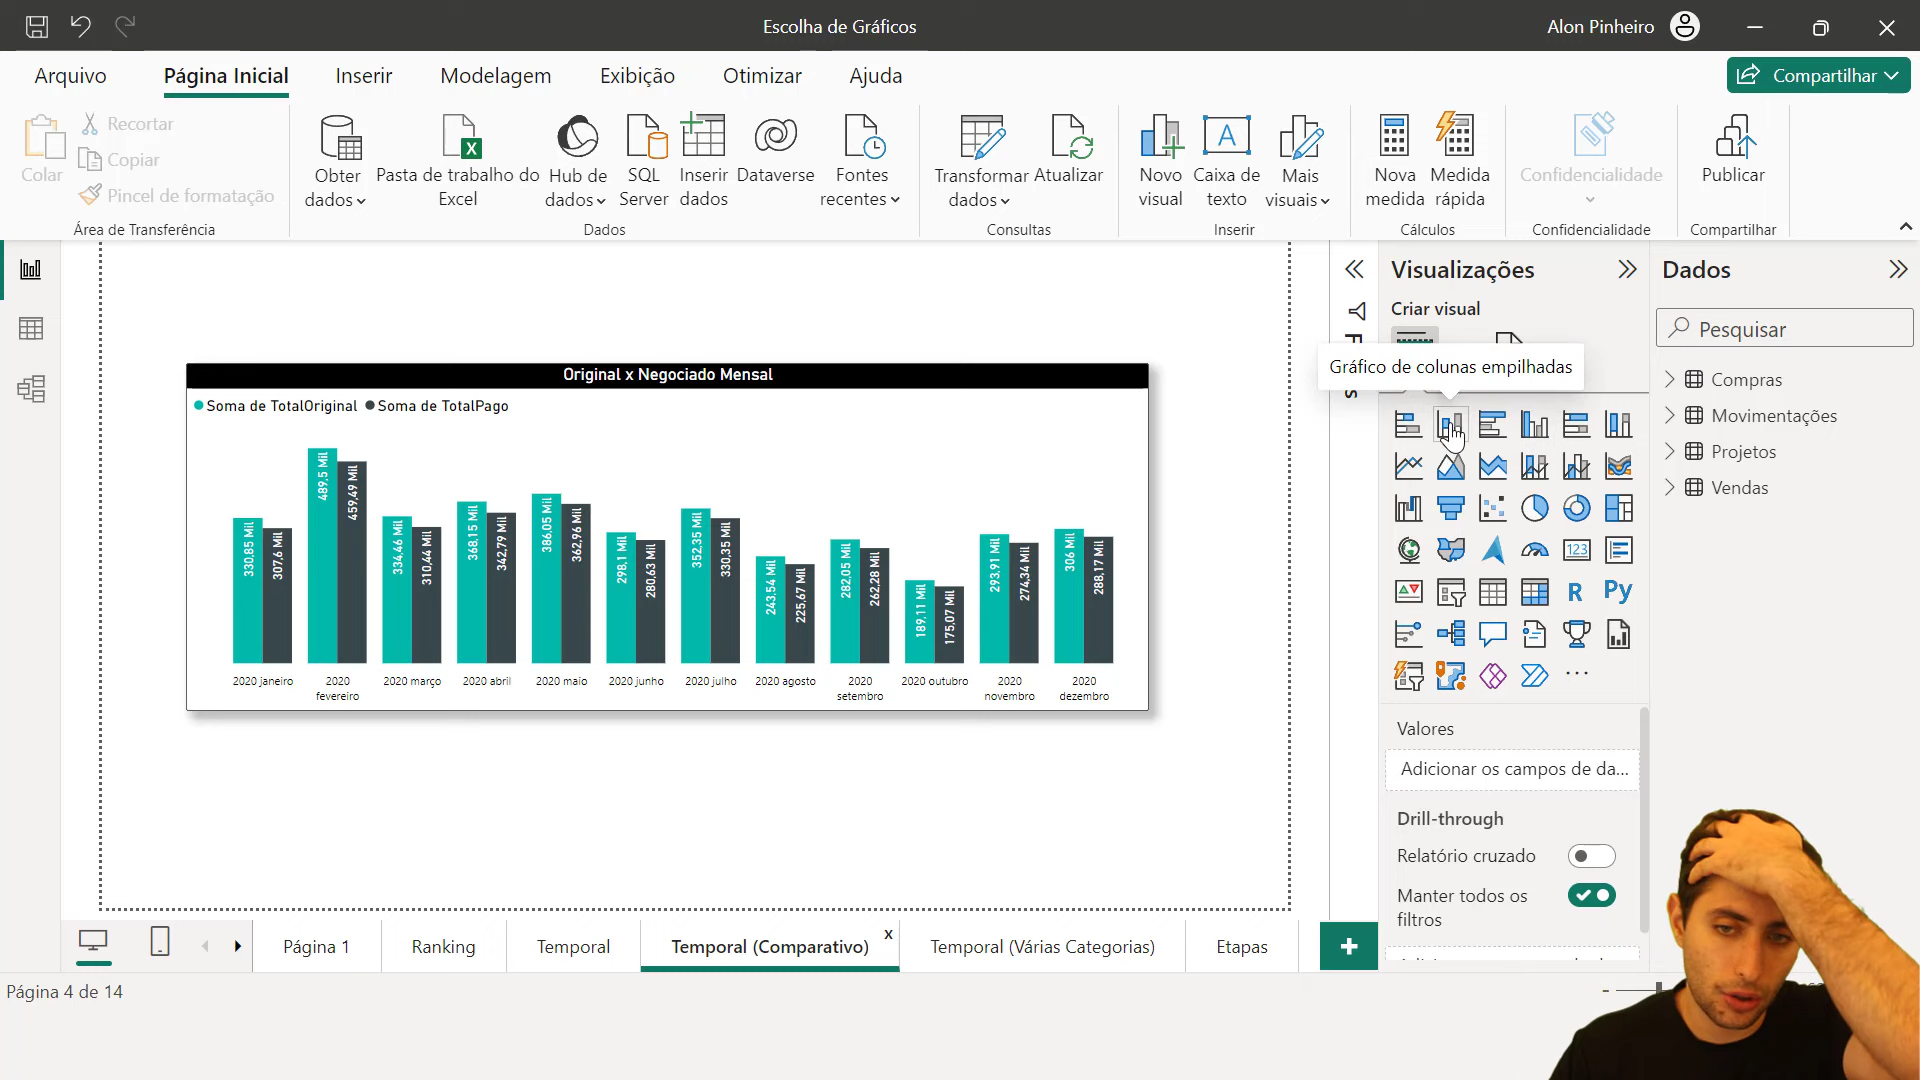 Escolha de Gráficos
Alon Pinheiro
Arquivo
Página Inicial
Inserir
Modelagem
Exibição
Otimizar
Ajuda
Compartilhar
Colar
Recortar
Copiar
Pincel de formatação
Área de Transferência
Obter
dados
Pasta de trabalho do
Excel
Hub de
dados
SQL
Server
Inserir
dados
Dataverse
Fontes
recentes
Dados
Transformar
dados
Atualizar
Consultas
Novo
visual
A
Caixa de
texto
Mais
visuais
Inserir
Nova
medida
Medida
rápida
Cálculos
Confidencialidade
Confidencialidade
Publicar
Compartilhar
Original x Negociado Mensal
Soma de TotalOriginal
Soma de TotalPago
330,85 Mil
307,6 Mil
489,5 Mil
459,49 Mil
334,46 Mil
310,44 Mil
368,15 Mil
342,79 Mil
386,05 Mil
362,96 Mil
298,1 Mil
280,63 Mil
352,35 Mil
330,35 Mil
243,54 Mil
225,67 Mil
282,05 Mil
262,28 Mil
189,11 Mil
175,07 Mil
293,91 Mil
274,34 Mil
306 Mil
288,17 Mil
2020 janeiro
2020
fevereiro
2020 março
2020 abril
2020 maio
2020 junho
2020 julho
2020 agosto
2020
setembro
2020 outubro
2020
novembro
2020
dezembro
Visualizações
Criar visual
Gráfico de colunas empilhadas
123
R
Py
Valores
Adicionar os campos de da...
Drill-through
Relatório cruzado
Manter todos os
filtros
Dados
Pesquisar
Compras
Movimentações
Projetos
Vendas
Página 1
Ranking
Temporal
Temporal (Comparativo)
x
Temporal (Várias Categorias)
Etapas
+
Página 4 de 14